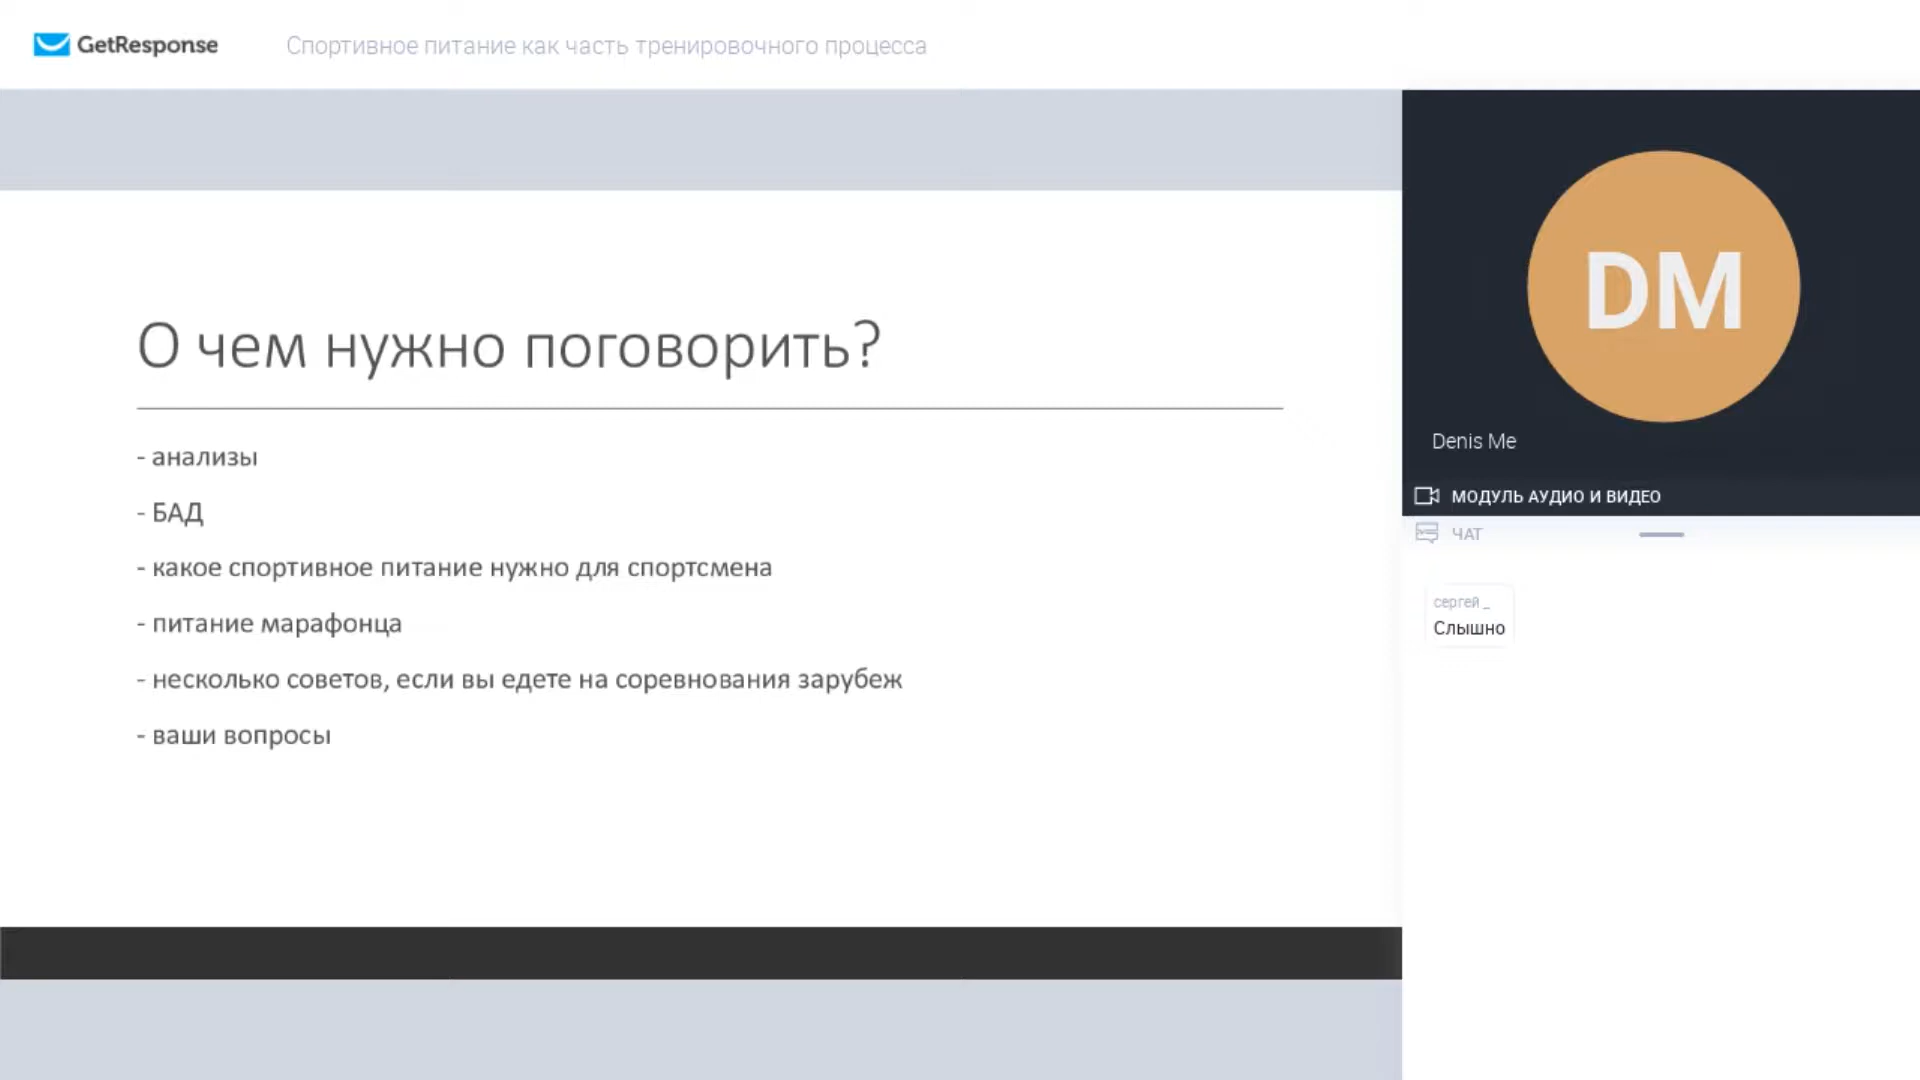 GetResponse
Спортивное питание как часть тренировочного процесса
О чем нужно поговорить?
- анализы
- БАД
- какое спортивное питание нужно для спортсмена
- питание марафонца
- несколько советов, если вы едете на соревнования зарубеж
- ваши вопросы
DM
Denis Me
МОДУЛЬ АУДИО И ВИДЕО
ЧАТ
сергей _
Слышно